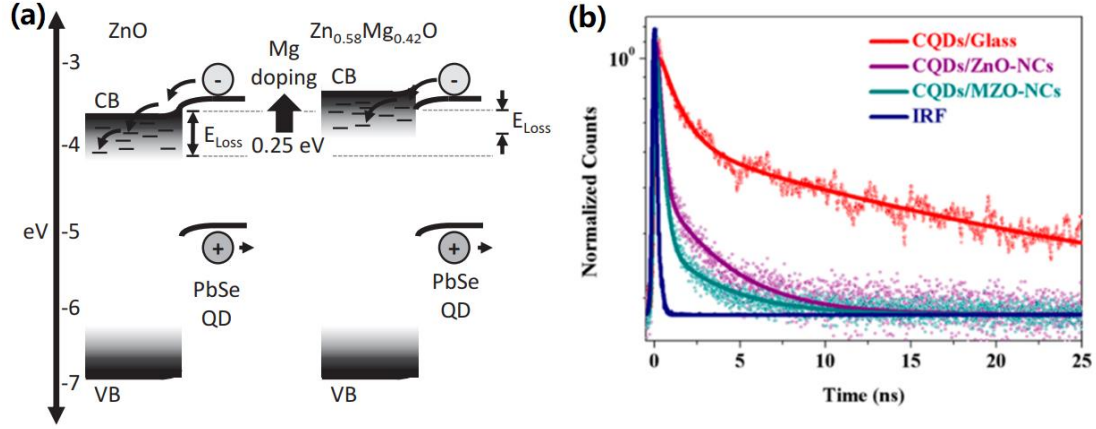 (a)
ZnO
Zn0.58Mg0.42O
-3
-4
eV
-5
-6
-7
CB
-
ELoss
Mg
doping
0.25 eV
CB
-
ELoss
+
PbSe
QD
+
PbSe
QD
VB
VB
(b)
10⁰
Normalized Counts
CQDs/Glass
CQDs/ZnO-NCs
CQDs/MZO-NCs
IRF
0 5 10 15 20 25
Time (ns)